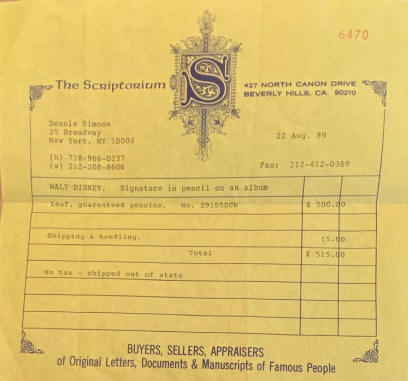 6470
The Scriptorium
S
427 NORTH CANON DRIVE
BEVERLY HILLS, CA. 90210
Dennis Simons
25 Broadway
New York, NY 10004
22 Aug. 89
(h) 718-966-0237
(w) 212-208-8606
Fax: 212-412-0369
WALT DISNEY. Signature in pencil on an album
leaf, guaranteed genuine. No. 29155SCW $ 500.00
Shipping & handling. 15.00
Total $ 515.00
No tax - shipped out of state
BUYERS, SELLERS, APPRAISERS
of Original Letters, Documents & Manuscripts of Famous People